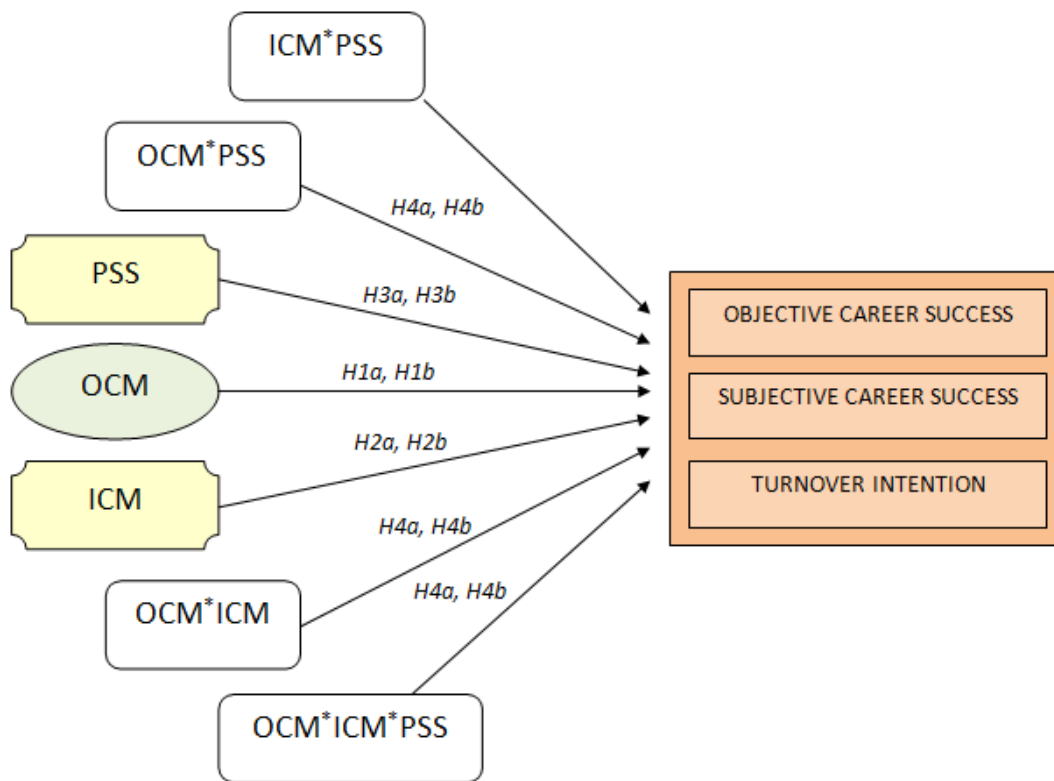 ICM*PSS
OCM*PSS
H4a, H4b
PSS
H3a, H3b
OBJECTIVE CAREER SUCCESS
OCM
H1a, H1b
SUBJECTIVE CAREER SUCCESS
H2a, H2b
ICM
TURNOVER INTENTION
H4a, H4b
OCM*ICM
H4a, H4b
OCM*ICM*PSS